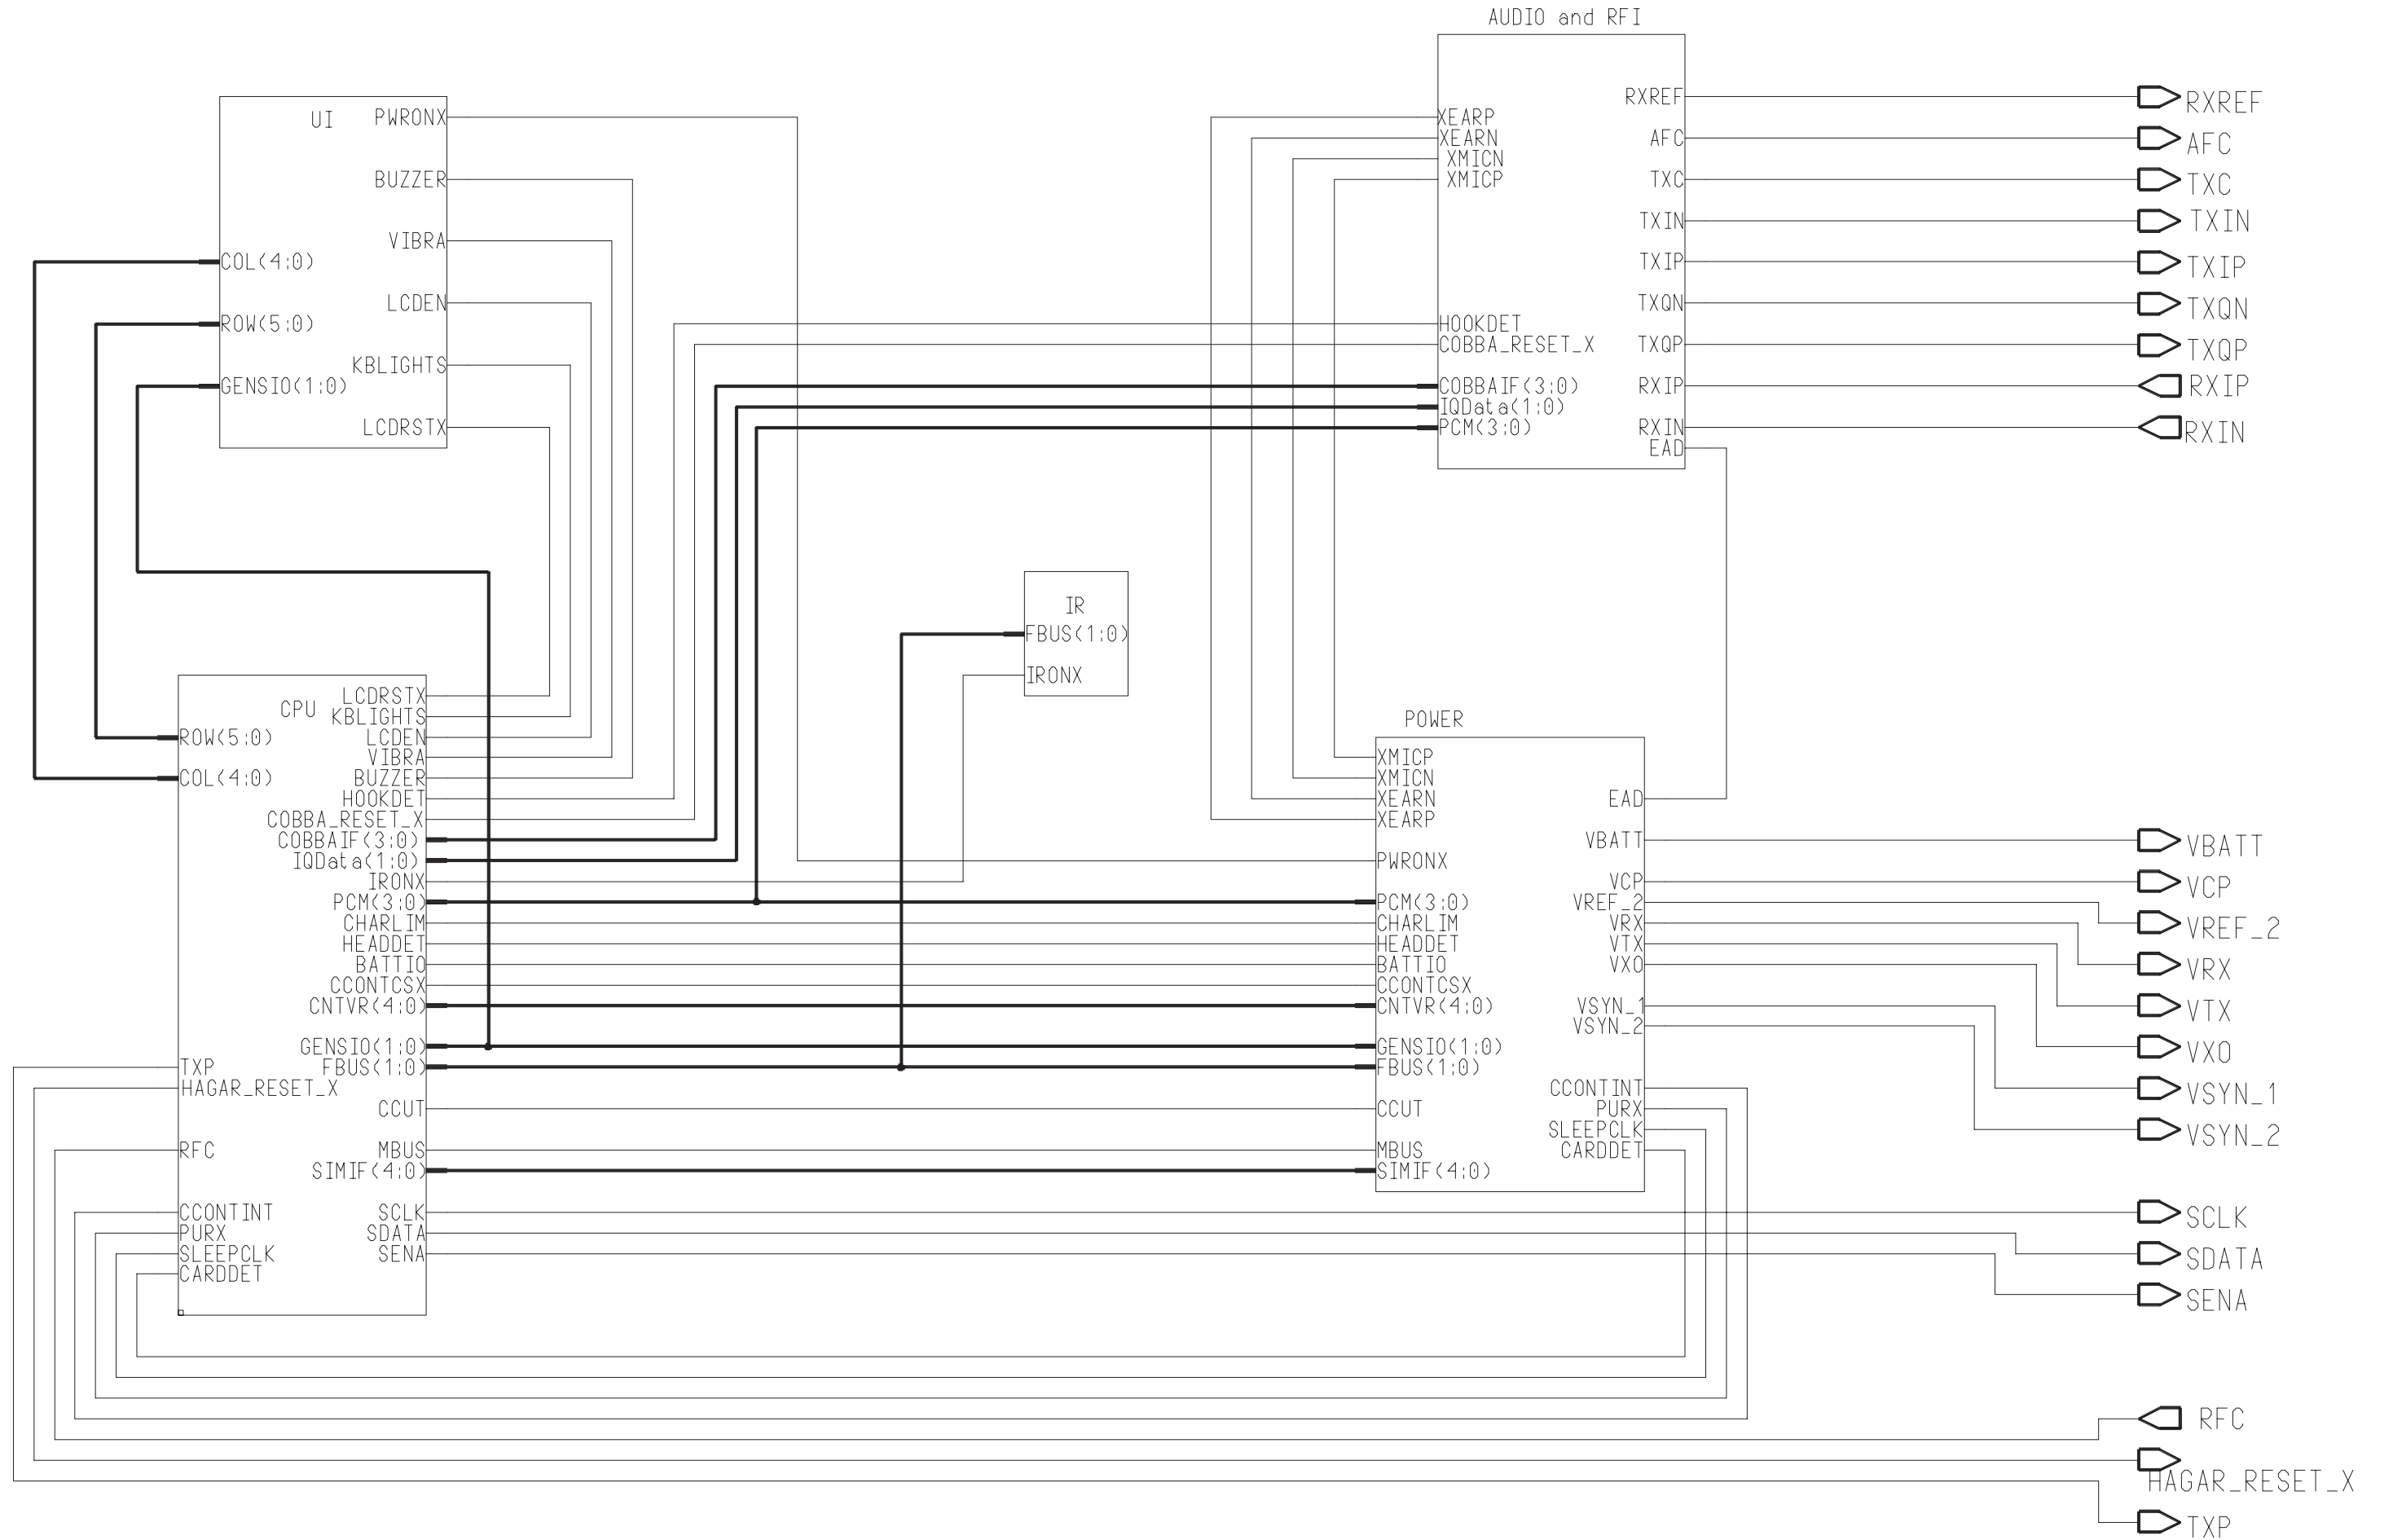 AUDIO and RFI
RXREF
AFC
TXC
TXIN
TXIP
TXQN
TXQP
RXIP
RXIN
EAD
XEARP
XEARN
XMICN
XMICP
HOOKDET
COBBA_RESET_X
COBBAIF(3:0)
IQData(1:0)
PCM(3:0)
RXREF
AFC
TXC
TXIN
TXIP
TXQN
TXQP
RXIP
RXIN
UI
PWRONX
BUZZER
VIBRA
LCDEN
KBLIGHTS
LCDRSTX
COL(4:0)
ROW(5:0)
GENSIO(1:0)
IR
FBUS(1:0)
IRONX
CPU
LCDRSTX
KBLIGHTS
LCDEN
VIBRA
BUZZER
HOOKDET
COBBA_RESET_X
COBBAIF(3:0)
IQData(1:0)
IRONX
PCM(3:0)
CHARLIM
HEADDET
BATTIO
CCONTCSX
CNTVR(4:0)
GENSIO(1:0)
FBUS(1:0)
CCUT
MBUS
SIMIF(4:0)
SCLK
SDATA
SENA
ROW(5:0)
COL(4:0)
TXP
HAGAR_RESET_X
RFC
CCONTINT
PURX
SLEEPCLK
CARDDET
POWER
XMICP
XMICN
XEARN
XEARP
PWRONX
PCM(3:0)
CHARLIM
HEADDET
BATTIO
CCONTCSX
CNTVR(4:0)
GENSIO(1:0)
FBUS(1:0)
CCUT
MBUS
SIMIF(4:0)
EAD
VBATT
VCP
VREF_2
VRX
VTX
VXO
VSYN_1
VSYN_2
CCONTINT
PURX
SLEEPCLK
CARDDET
VBATT
VCP
VREF_2
VRX
VTX
VXO
VSYN_1
VSYN_2
SCLK
SDATA
SENA
RFC
HAGAR_RESET_X
TXP